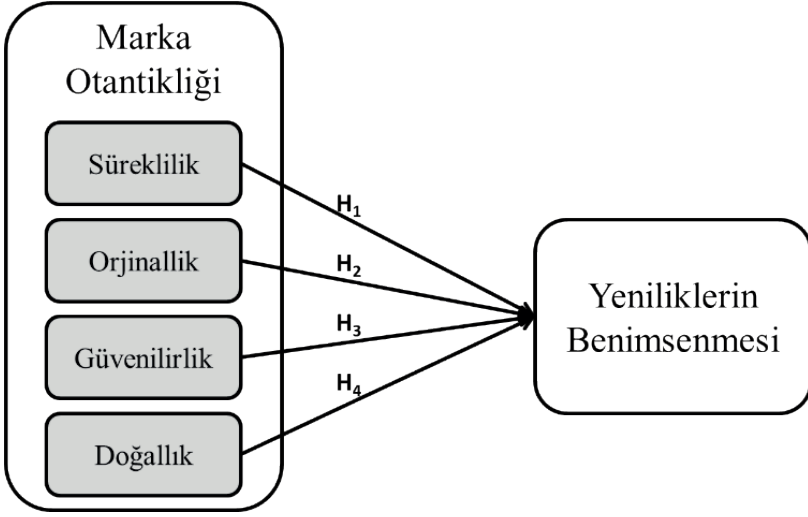 Marka
Otantikliği
Süreklilik
Orjinallik
Güvenilirlik
Doğallık
H₁
H₂
H₃
H₄
Yeniliklerin
Benimsenmesi